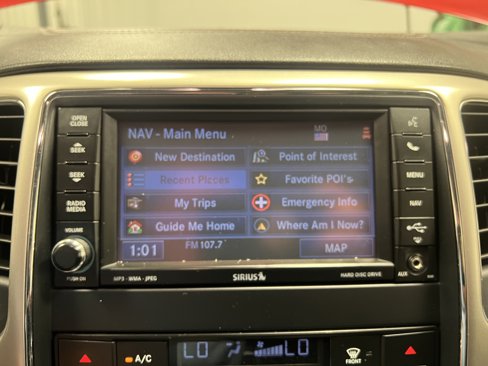 OPEN
CLOSE
SEEK
SEEK
RADIO
MEDIA
VOLUME
PUSH ON
NAV - Main Menu
MO
New Destination
Point of Interest
Recent Places
Favorite POI's
My Trips
Emergency Info
Guide Me Home
Where Am I Now?
1:01
FM 107.7
MAP
MENU
NAV
AUX
MP3 - WMA - JPEG
SIRIUS
HARD DISC DRIVE
A/C
LO
LO
FRONT